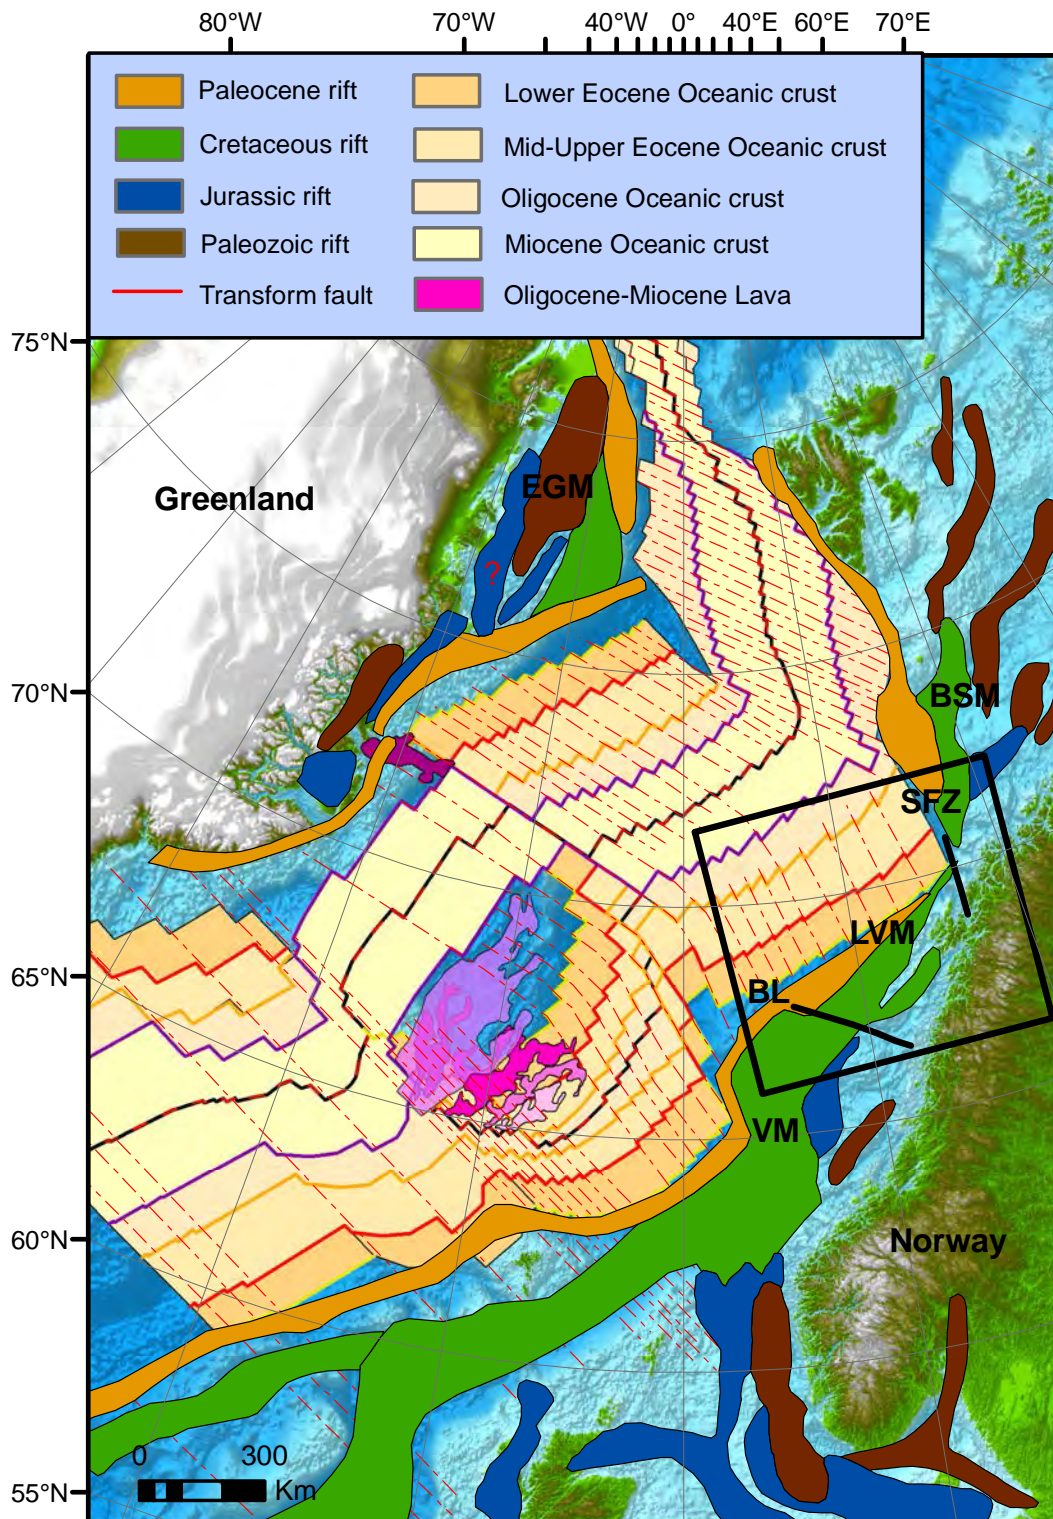 80°W 70°W 40°W 0° 40°E 60°E 70°E
Paleocene rift
Cretaceous rift
Jurassic rift
Paleozoic rift
Transform fault
Lower Eocene Oceanic crust
Mid-Upper Eocene Oceanic crust
Oligocene Oceanic crust
Miocene Oceanic crust
Oligocene-Miocene Lava
75°N
70°N
65°N
60°N
55°N
Greenland
EGM
?
BSM
SFZ
LVM
BL
VM
Norway
0 300
Km